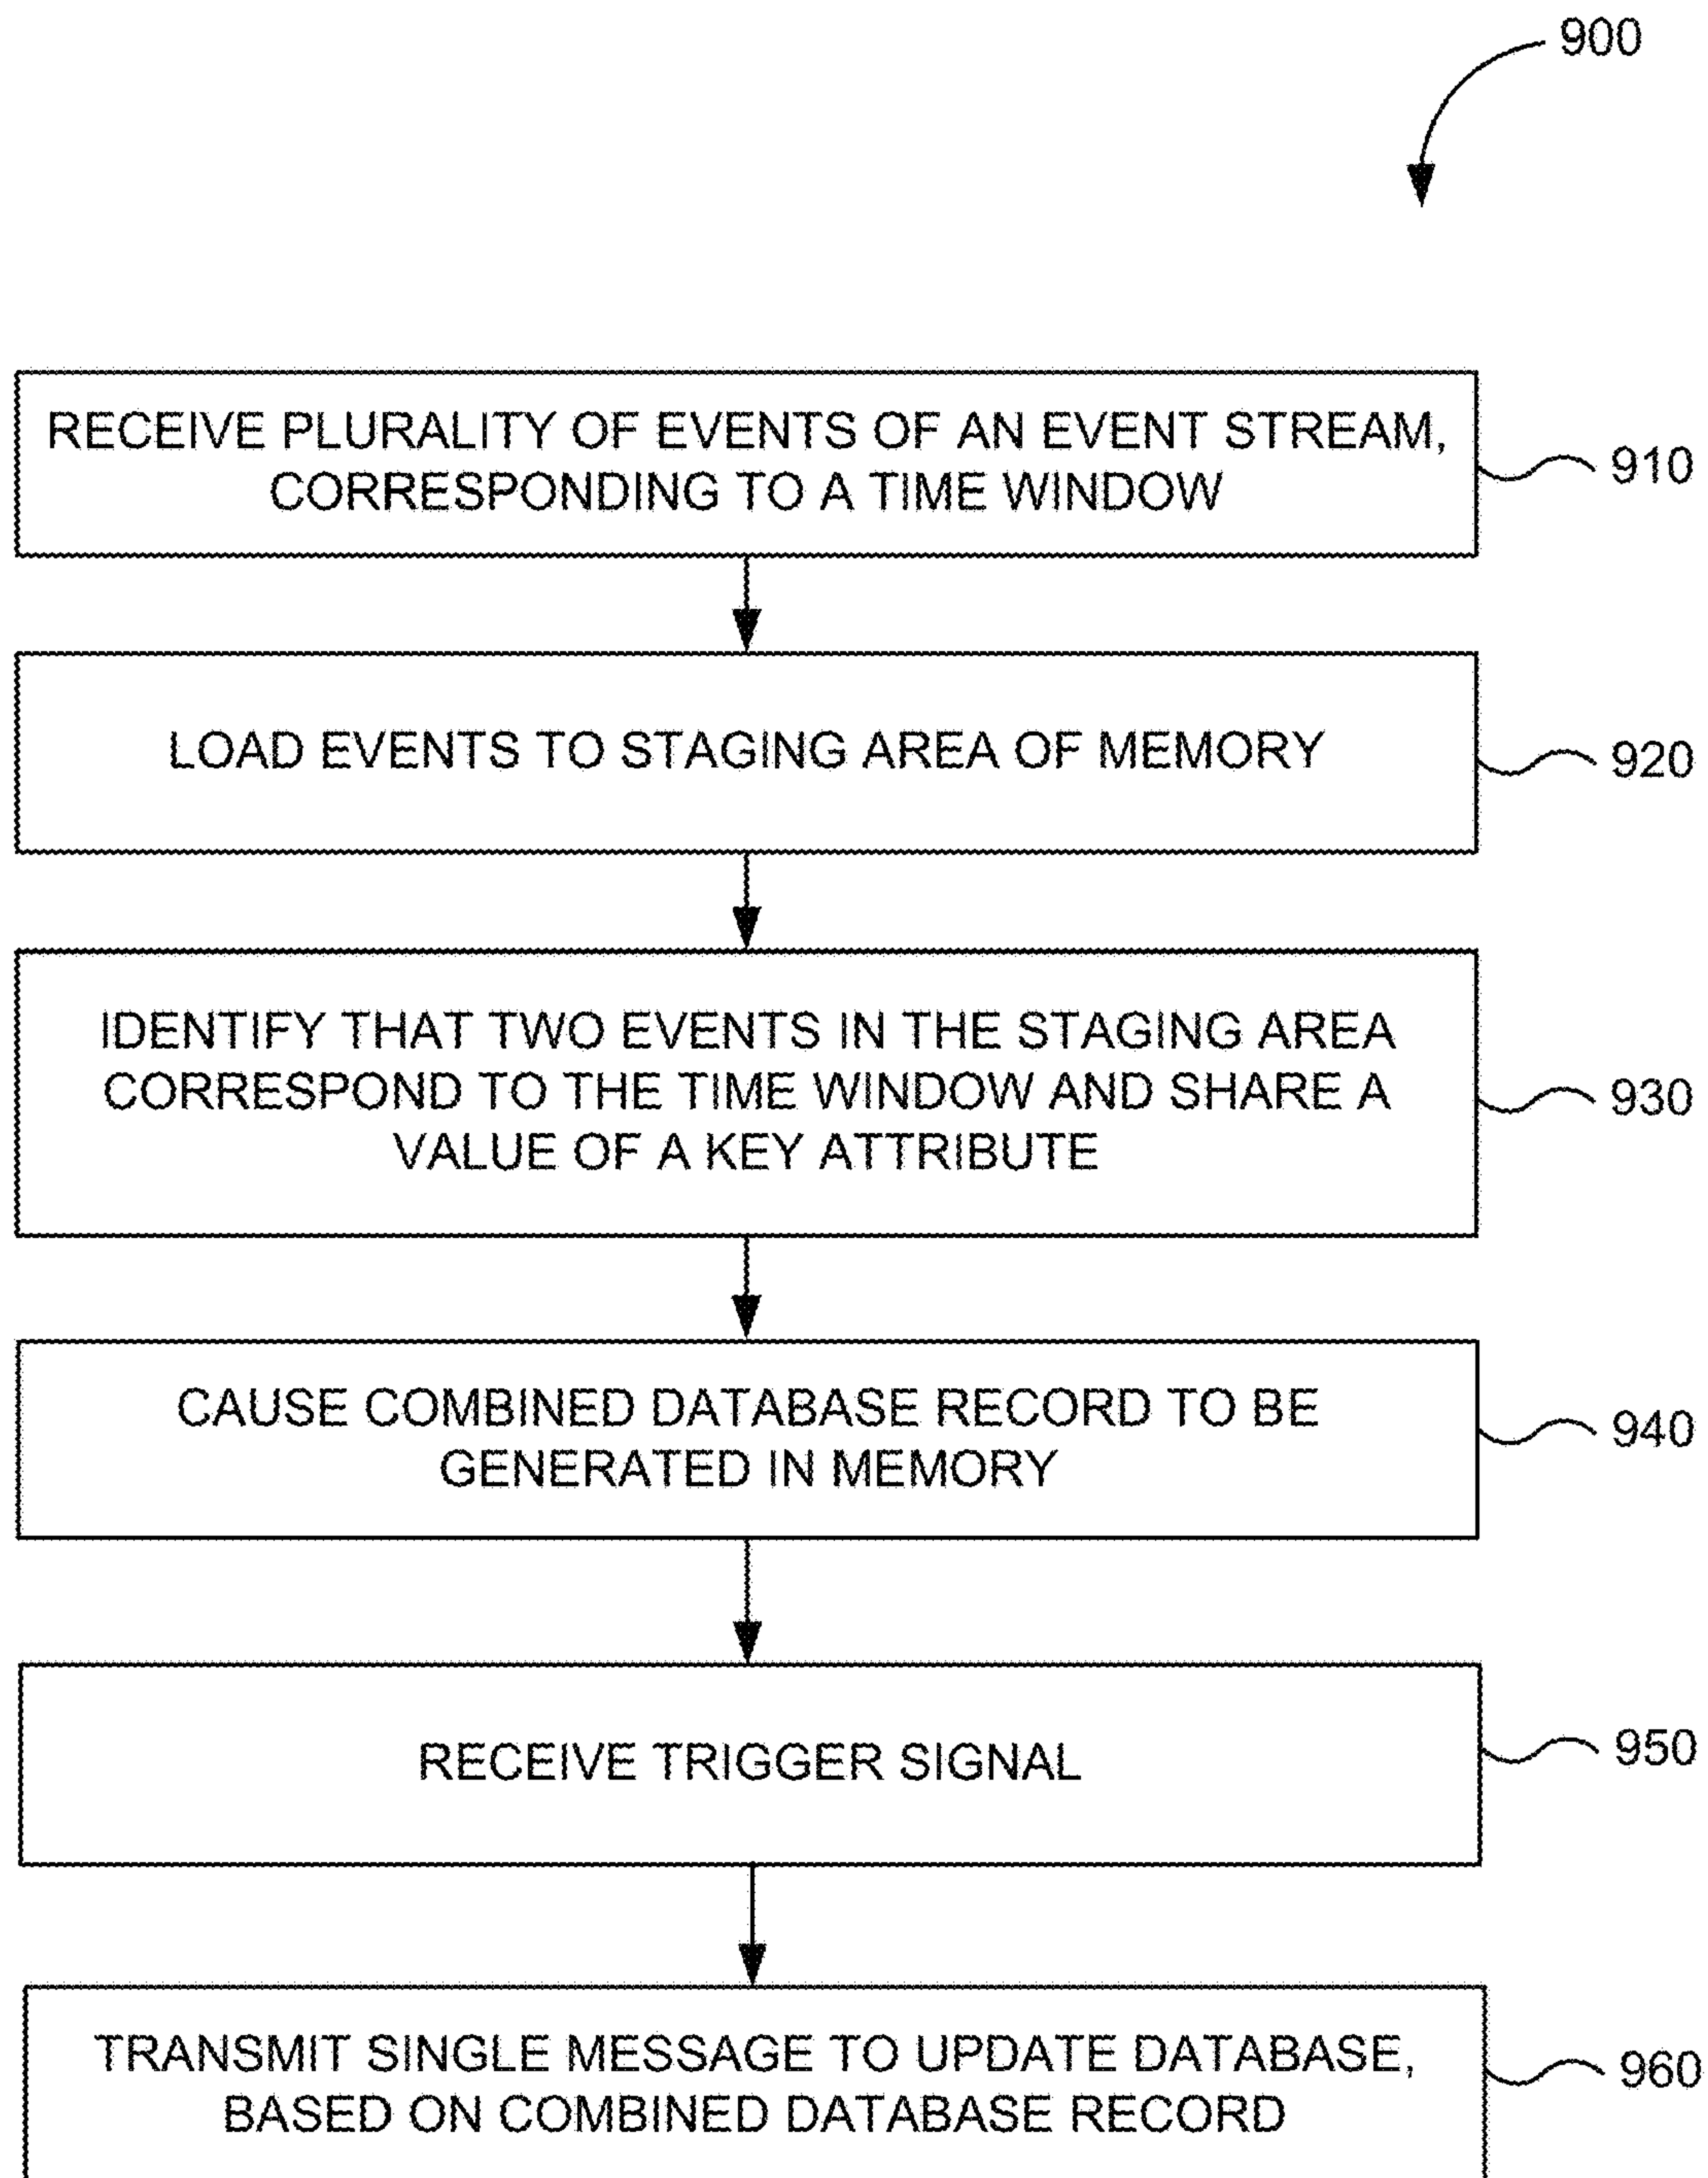 900
RECEIVE PLURALITY OF EVENTS OF AN EVENT STREAM,
CORRESPONDING TO A TIME WINDOW
910
LOAD EVENTS TO STAGING AREA OF MEMORY
920
IDENTIFY THAT TWO EVENTS IN THE STAGING AREA
CORRESPOND TO THE TIME WINDOW AND SHARE A
VALUE OF A KEY ATTRIBUTE
930
CAUSE COMBINED DATABASE RECORD TO BE
GENERATED IN MEMORY
940
RECEIVE TRIGGER SIGNAL
950
TRANSMIT SINGLE MESSAGE TO UPDATE DATABASE,
BASED ON COMBINED DATABASE RECORD
960